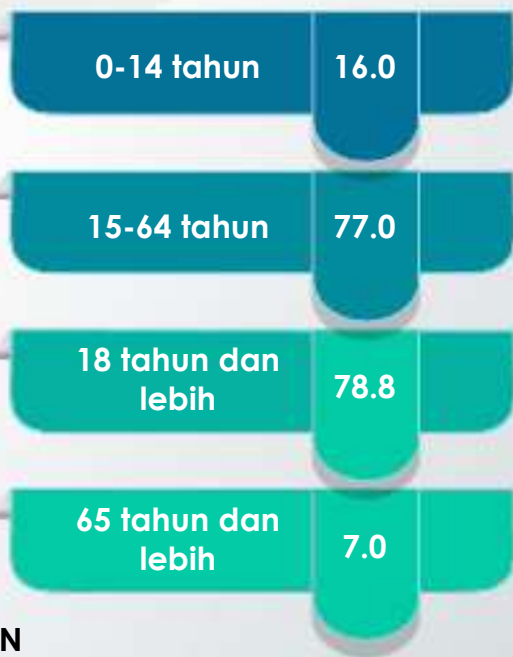 0-14 tahun 16.0
15-64 tahun 77.0
18 tahun dan
lebih 78.8
65 tahun dan
lebih 7.0
N